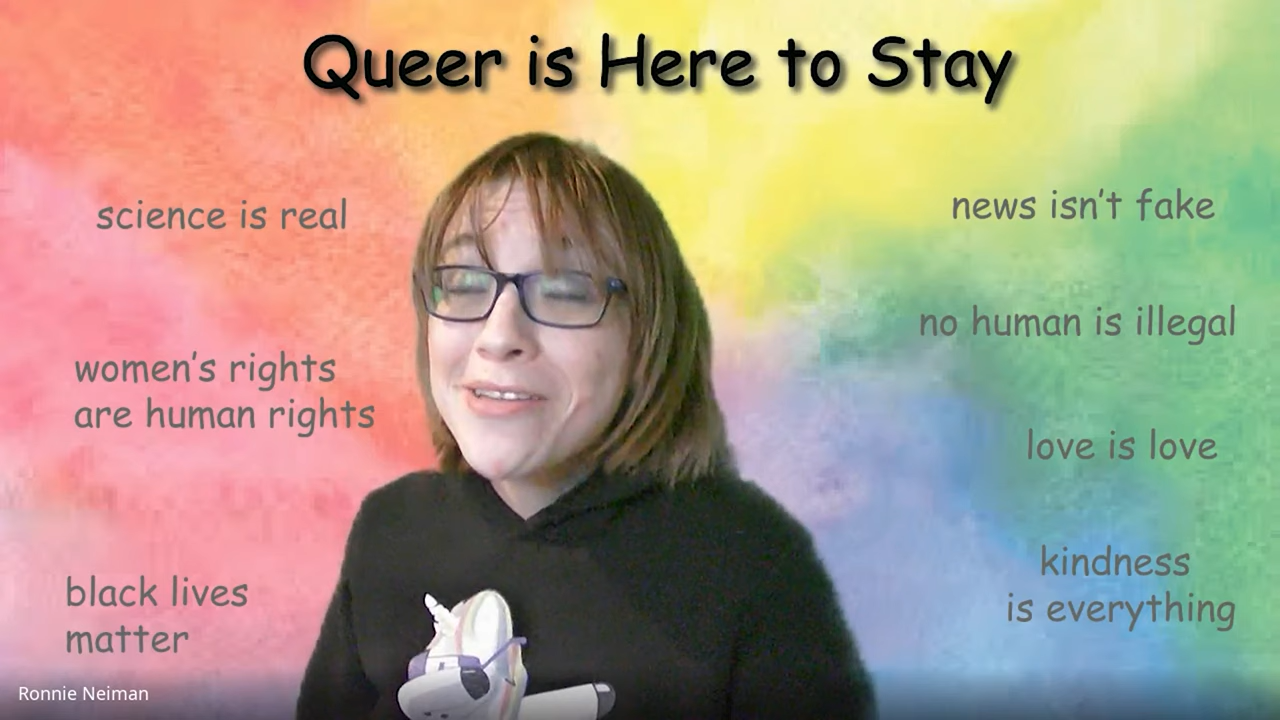 Queer is Here to Stay
science is real
women's rights
are human rights
black lives
matter
news isn't fake
no human is illegal
love is love
kindness
is everything
Ronnie Neiman